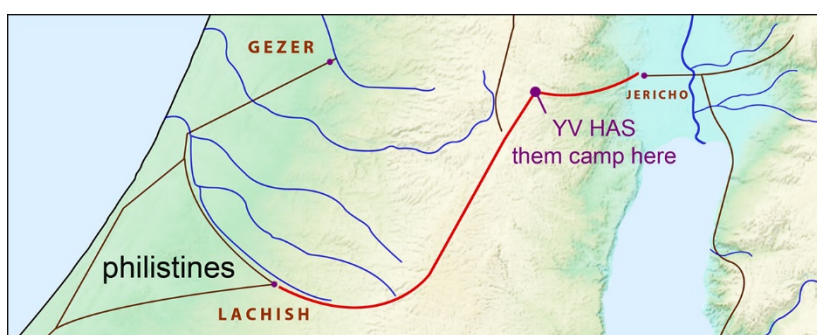 GEZER
JERICHO
YV HAS
them camp here
philistines
LACHISH